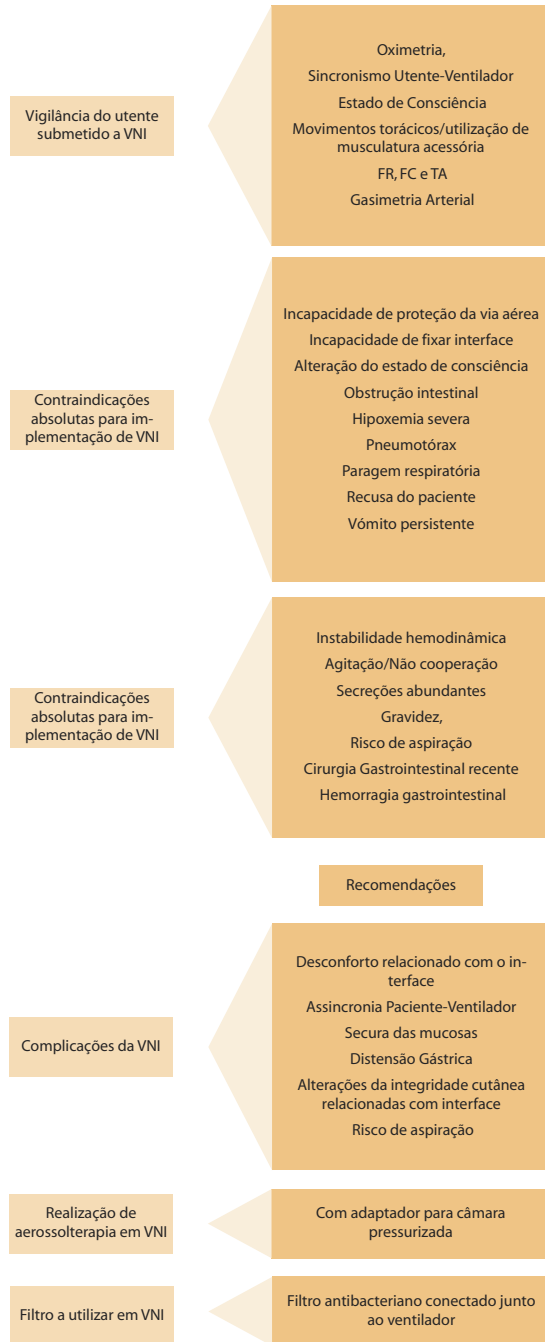 Vigilância do utente
submetido a VNI
Oximetria,
Sincronismo Utente-Ventilador
Estado de Consciência
Movimentos torácicos/utilização de
musculatura acessória
FR, FC e TA
Gasimetria Arterial
Contraindicações
absolutas para im-
plementação de VNI
Incapacidade de proteção da via aérea
Incapacidade de fixar interface
Alteração do estado de consciência
Obstrução intestinal
Hipoxemia severa
Pneumotórax
Paragem respiratória
Recusa do paciente
Vómito persistente
Contraindicações
absolutas para im-
plementação de VNI
Instabilidade hemodinâmica
Agitação/Não cooperação
Secreções abundantes
Gravidez,
Risco de aspiração
Cirurgia Gastrointestinal recente
Hemorragia gastrointestinal
Recomendações
Complicações da VNI
Desconforto relacionado com o in-
terface
Assincronia Paciente-Ventilador
Secura das mucosas
Distensão Gástrica
Alterações da integridade cutânea
relacionadas com interface
Risco de aspiração
Realização de
aerossolterapia em VNI
Com adaptador para câmara
pressurizada
Filtro a utilizar em VNI
Filtro antibacteriano conectado junto
ao ventilador